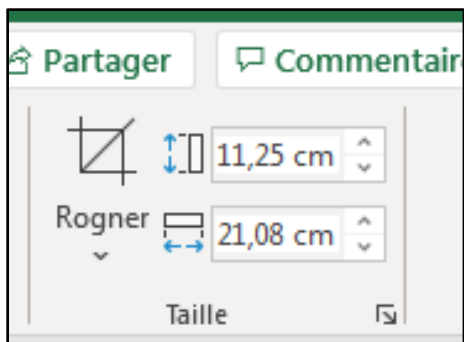 Partager
Commentair
11,25 cm
Rogner
21,08 cm
Taille